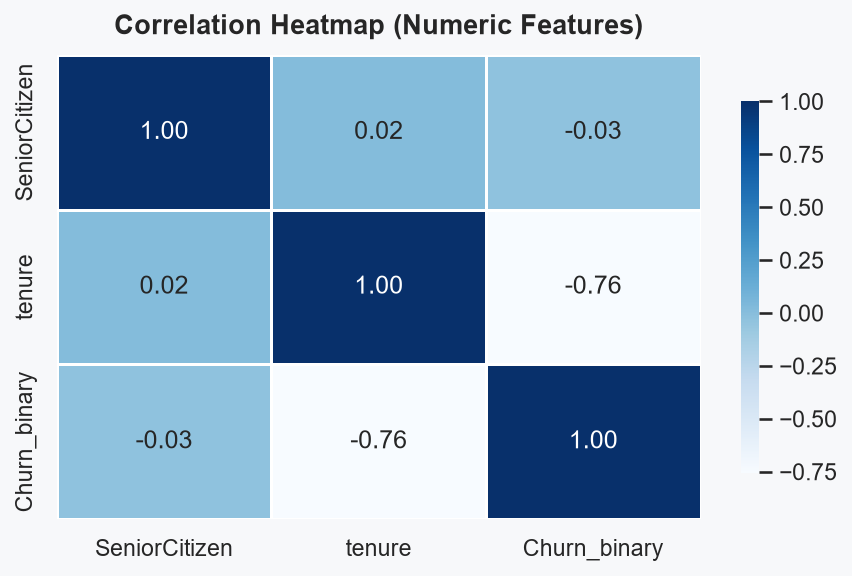 Correlation Heatmap (Numeric Features)
SeniorCitizen
1.00
0.02
-0.03
tenure
0.02
1.00
-0.76
Churn_binary
-0.03
-0.76
1.00
SeniorCitizen
tenure
Churn_binary
1.00
0.75
0.50
0.25
0.00
−0.25
−0.50
−0.75